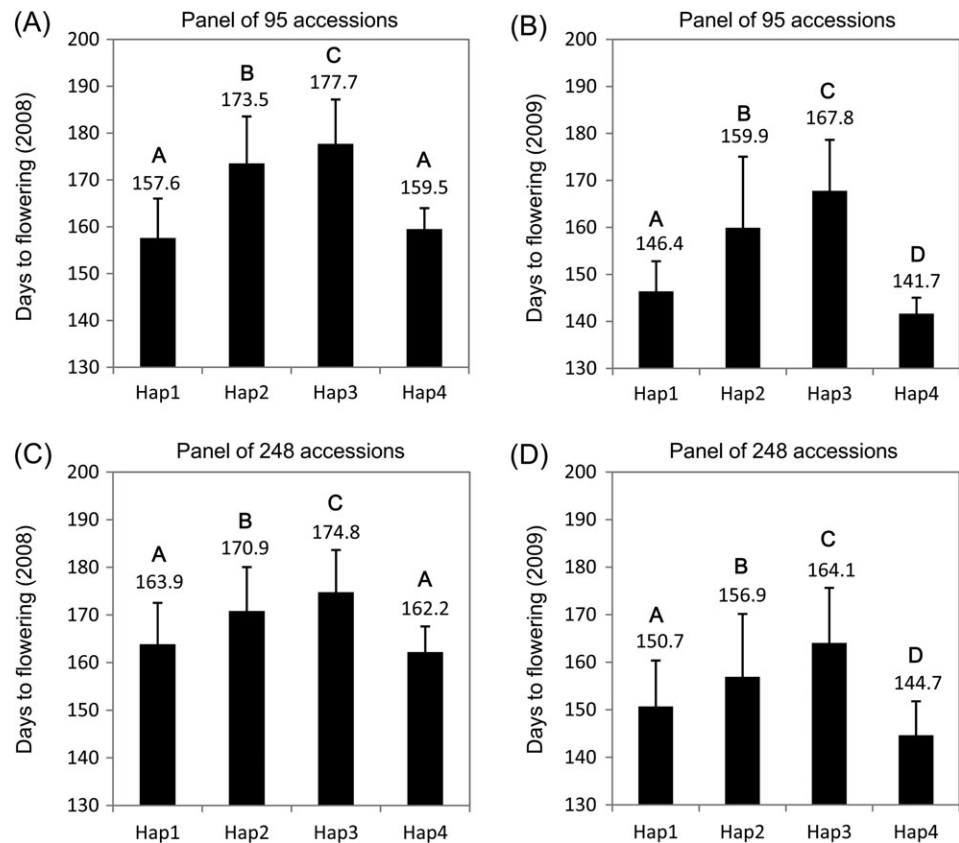 (A)
Panel of 95 accessions
Days to flowering (2008)
200
190
180
170
160
150
140
130
A
157.6
B
173.5
C
177.7
A
159.5
Hap1 Hap2 Hap3 Hap4
(B)
Panel of 95 accessions
Days to flowering (2009)
200
190
180
170
160
150
140
130
A
146.4
B
159.9
C
167.8
D
141.7
Hap1 Hap2 Hap3 Hap4
(C)
Panel of 248 accessions
Days to flowering (2008)
200
190
180
170
160
150
140
130
A
163.9
B
170.9
C
174.8
A
162.2
Hap1 Hap2 Hap3 Hap4
(D)
Panel of 248 accessions
Days to flowering (2009)
200
190
180
170
160
150
140
130
A
150.7
B
156.9
C
164.1
D
144.7
Hap1 Hap2 Hap3 Hap4